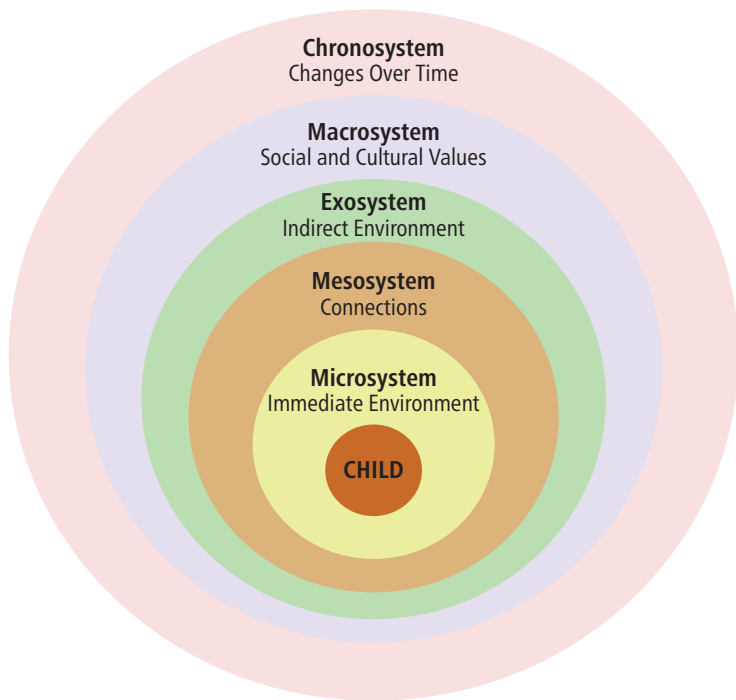 Chronosystem
Changes Over Time
Macrosystem
Social and Cultural Values
Exosystem
Indirect Environment
Mesosystem
Connections
Microsystem
Immediate Environment
CHILD